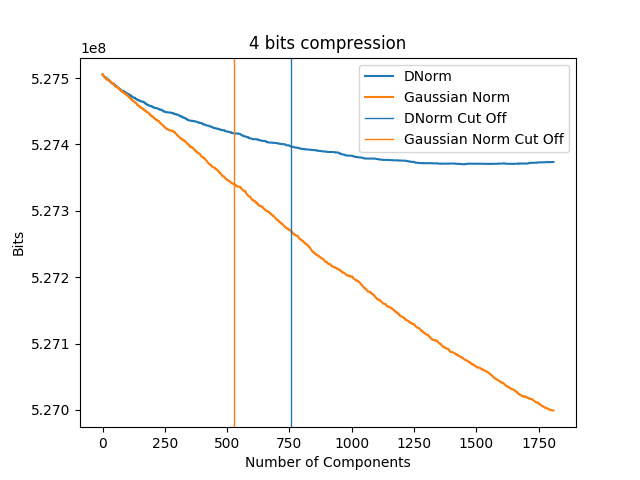 4 bits compression
1e8
5.275
5.274
5.273
5.272
5.271
5.270
Bits
0 250 500 750 1000 1250 1500 1750
Number of Components
DNorm
Gaussian Norm
DNorm Cut Off
Gaussian Norm Cut Off